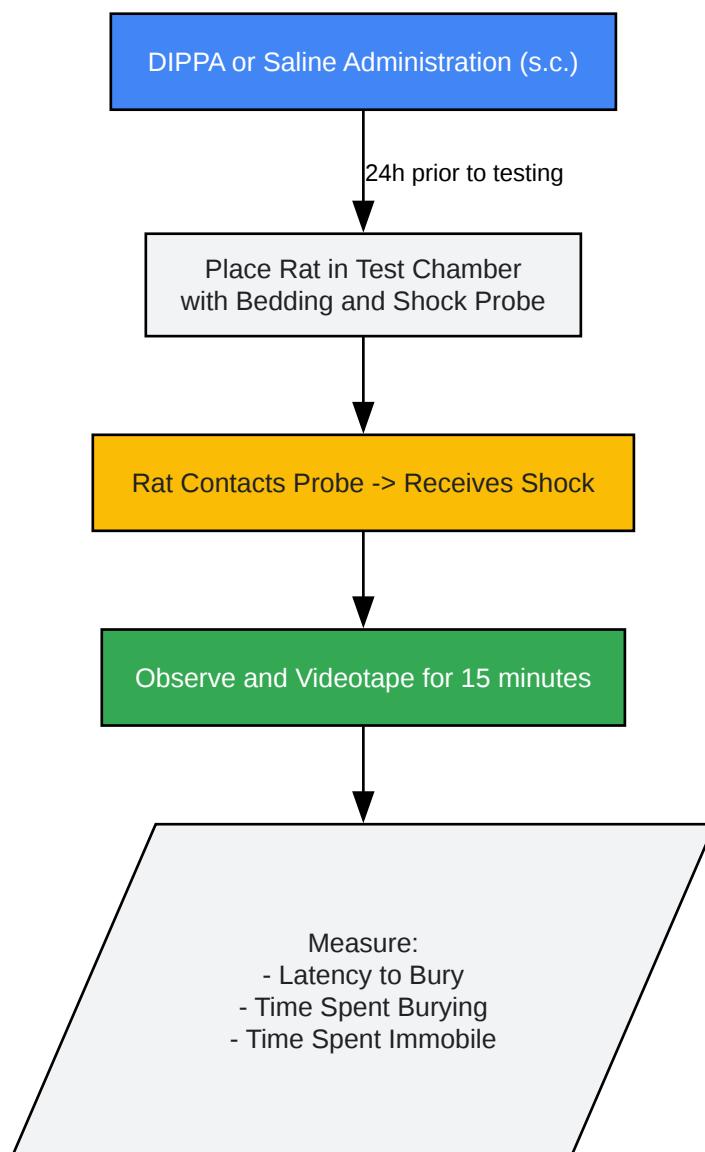 DIPPA or Saline Administration (s.c.)
24h prior to testing
Place Rat in Test Chamber
with Bedding and Shock Probe
Rat Contacts Probe -> Receives Shock
Observe and Videotape for 15 minutes
Measure:
- Latency to Bury
- Time Spent Burying
- Time Spent Immobile